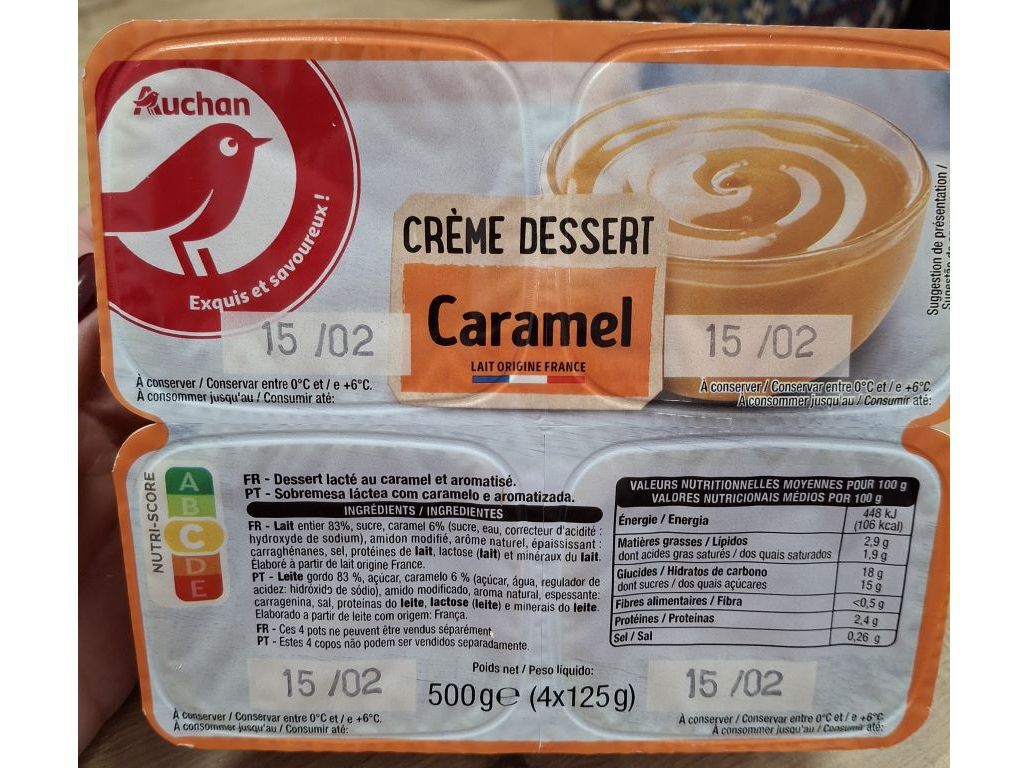 Auchan
Exquis et savoureux !
CRÈME DESSERT
Caramel
LAIT ORIGINE FRANCE
Suggestion de présentation /
15 /02
15 /02
À conserver / Conservar entre 0°C et / e +6°C.
À consommer jusqu'au / Consumir até:
À conserver / Conservar entre 0°C et / e +6°C.
À consommer jusqu'au / Consumir até:
NUTRI-SCORE
A
B
C
D
E
FR - Dessert lacté au caramel et aromatisé.
PT - Sobremesa láctea com caramelo e aromatizada.
INGRÉDIENTS / INGREDIENTES
FR - Lait entier 83%, sucre, caramel 6% (sucre, eau, correcteur d'acidité :
hydroxyde de sodium), amidon modifié, arôme naturel, épaississant :
carraghénanes, sel, protéines de lait, lactose (lait) et minéraux du lait.
Élaboré à partir de lait origine France.
PT - Leite gordo 83 %, açúcar, caramelo 6 % (açúcar, água, regulador de
acidez: hidróxido de sódio), amido modificado, aroma natural, espessante:
carragenina, sal, proteínas do leite, lactose (leite) e minerais do leite.
Elaborado a partir de leite com origem: França.
FR - Ces 4 pots ne peuvent être vendus séparément.
PT - Estes 4 copos não podem ser vendidos separadamente.
VALEURS NUTRITIONNELLES MOYENNES POUR 100 g
VALORES NUTRICIONAIS MÉDIOS POR 100 g
Énergie / Energia 448 kJ
(106 kcal)
Matières grasses / Lípidos 2,9 g
dont acides gras saturés / dos quais saturados 1,9 g
Glucides / Hidratos de carbono 18 g
dont sucres / dos quais açúcares 15 g
Fibres alimentaires / Fibra <0,5 g
Protéines / Proteínas 2,4 g
Sel / Sal 0,26 g
Poids net / Peso líquido:
500 g e (4x125 g)
15 /02
15 /02
À conserver / Conservar entre 0°C et / e +6°C.
À consommer jusqu'au / Consumir até:
À conserver / Conservar entre 0°C et / e +6°C.
À consommer jusqu'au / Consumir até: